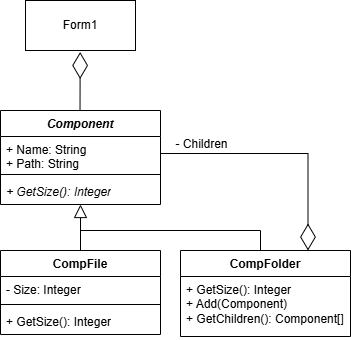 Form1
Component
+ Name: String
+ Path: String
+ GetSize(): Integer
- Children
CompFile
- Size: Integer
+ GetSize(): Integer
CompFolder
+ GetSize(): Integer
+ Add(Component)
+ GetChildren(): Component[]